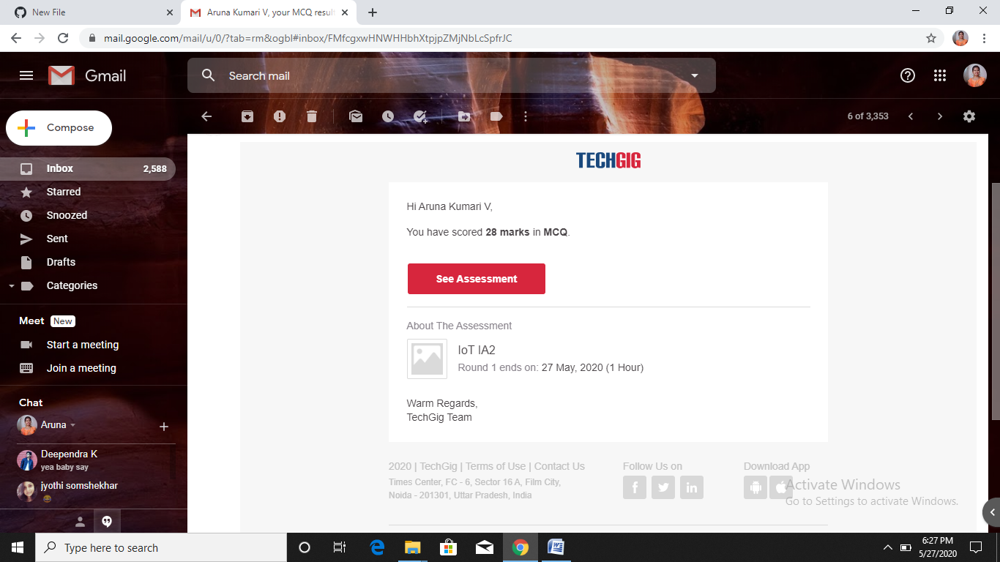 New File
Aruna Kumari V, your MCQ result
mail.google.com/mail/u/0/?tab=rm&ogbl#inbox/FMfcgxwHNWHHbhXtpjpZMjNbLcSpfrJC
Gmail
Search mail
Compose
6 of 3,353
Inbox 2,588
Starred
Snoozed
Sent
Drafts
Categories
Meet New
Start a meeting
Join a meeting
Chat
Aruna
Deependra K
yea baby say
jyothi somshekhar
TECHGIG
Hi Aruna Kumari V,
You have scored 28 marks in MCQ.
See Assessment
About The Assessment
IoT IA2
Round 1 ends on: 27 May, 2020 (1 Hour)
Warm Regards,
TechGig Team
2020 | TechGig | Terms of Use | Contact Us
Times Center, FC - 6, Sector 16 A, Film City,
Noida - 201301, Uttar Pradesh, India
Follow Us on
Download App
Activate Windows
Go to Settings to activate Windows.
Type here to search
6:27 PM
5/27/2020